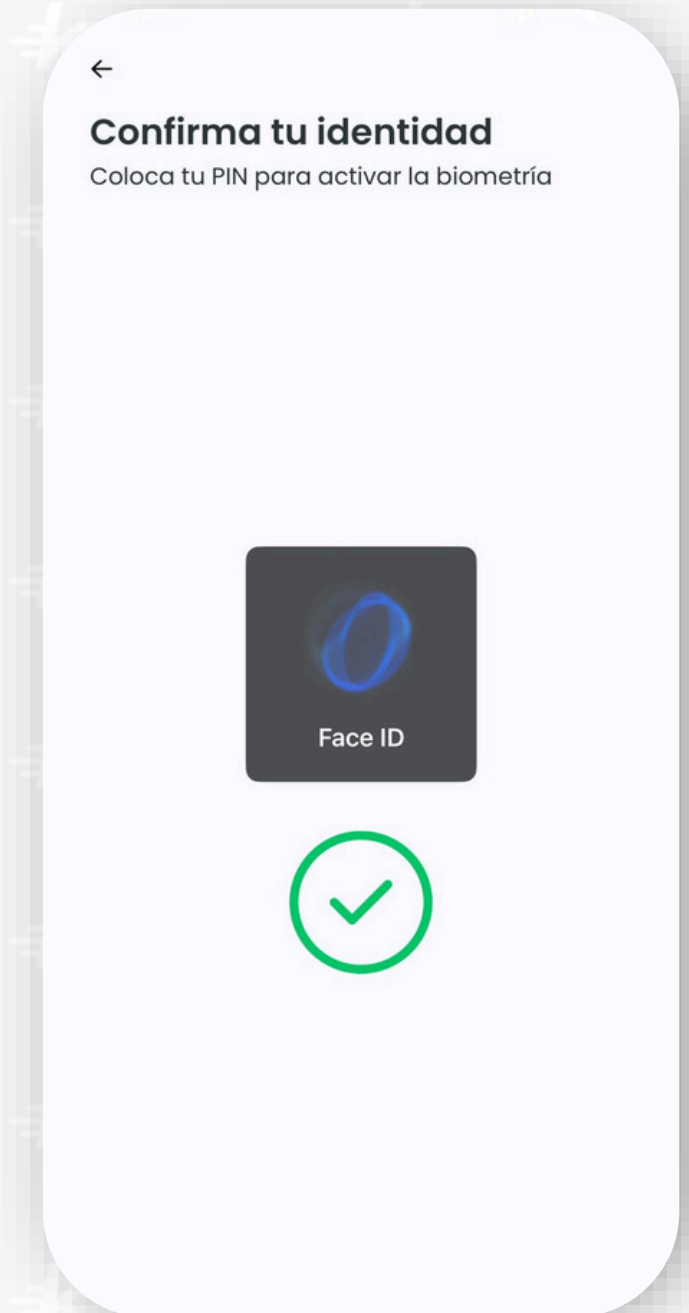 Confirma tu identidad
Coloca tu PIN para activar la biometría
Face ID